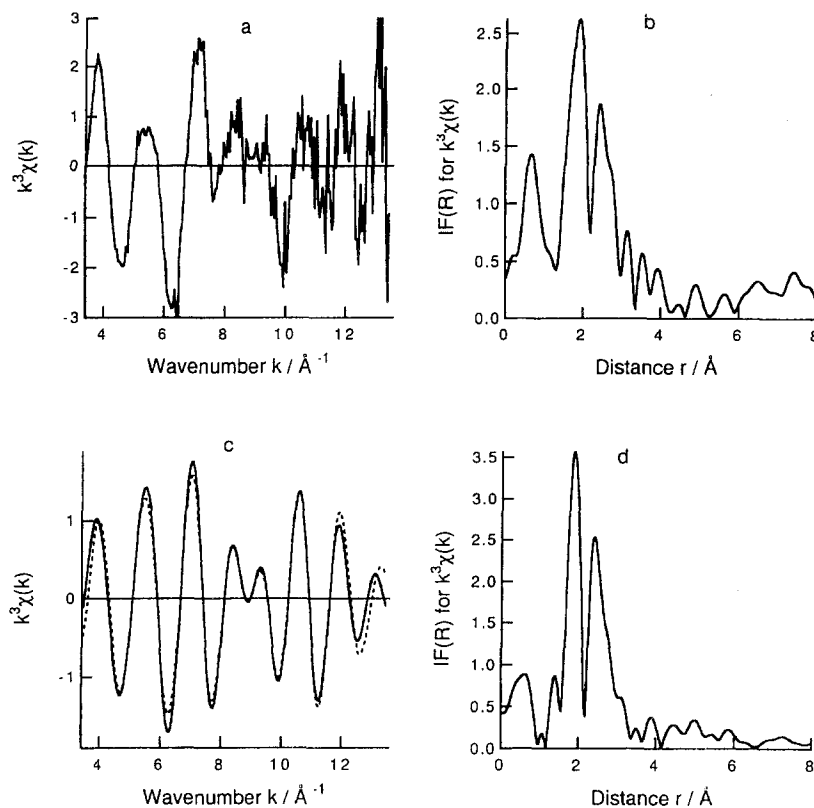 a
3
2
1
0
-1
-2
-3
k³χ(k)
4 6 8 10 12
Wavenumber k / Å ⁻¹
b
2.5
2.0
1.5
1.0
0.5
0.0
IF(R) for k³χ(k)
0 2 4 6 8
Distance r / Å
c
1
0
-1
k³χ(k)
4 6 8 10 12
Wavenumber k / Å ⁻¹
d
3.5
3.0
2.5
2.0
1.5
1.0
0.5
0.0
IF(R) for k³χ(k)
0 2 4 6 8
Distance r / Å